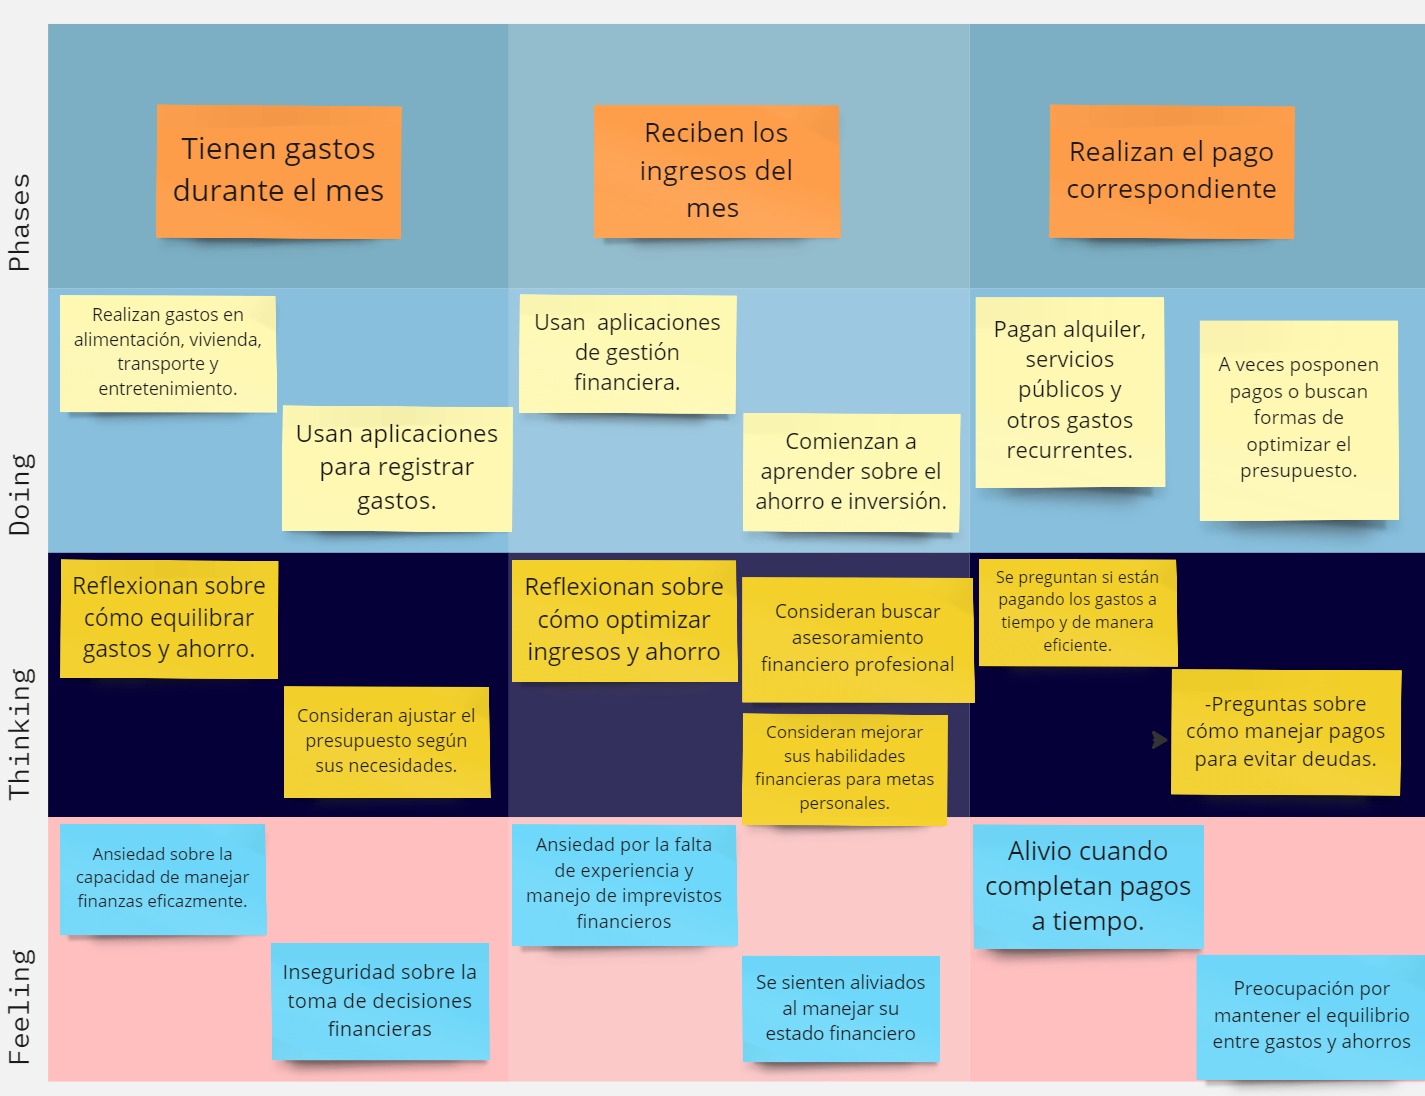 Phases
Tienen gastos
durante el mes
Reciben los
ingresos del
mes
Realizan el pago
correspondiente
Doing
Realizan gastos en
alimentación, vivienda,
transporte y
entretenimiento.
Usan aplicaciones
para registrar
gastos.
Usan  aplicaciones
de gestión
financiera.
Comienzan a
aprender sobre el
ahorro e inversión.
Pagan alquiler,
servicios
públicos y
otros gastos
recurrentes.
A veces posponen
pagos o buscan
formas de
optimizar el
presupuesto.
Thinking
Reflexionan sobre
cómo equilibrar
gastos y ahorro.
Consideran ajustar el
presupuesto según
sus necesidades.
Reflexionan sobre
cómo optimizar
ingresos y ahorro
Consideran buscar
asesoramiento
financiero profesional
Consideran mejorar
sus habilidades
financieras para metas
personales.
Se preguntan si están
pagando los gastos a
tiempo y de manera
eficiente.
-Preguntas sobre
cómo manejar pagos
para evitar deudas.
Feeling
Ansiedad sobre la
capacidad de manejar
finanzas eficazmente.
Inseguridad sobre la
toma de decisiones
financieras
Ansiedad por la falta
de experiencia y
manejo de imprevistos
financieros
Se sienten aliviados
al manejar su
estado financiero
Alivio cuando
completan pagos
a tiempo.
Preocupación por
mantener el equilibrio
entre gastos y ahorros